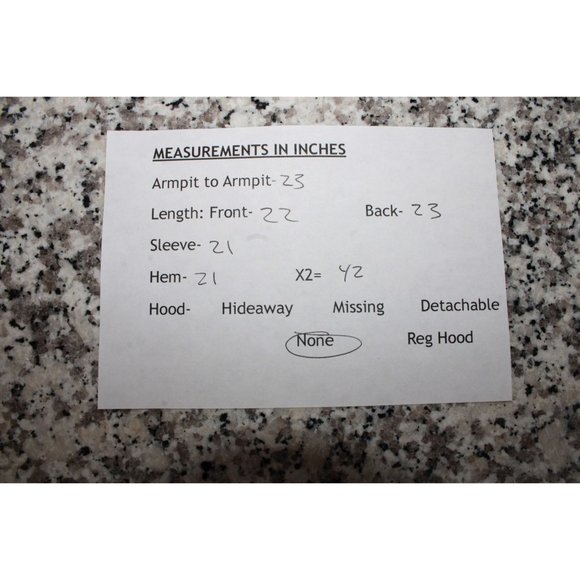 MEASUREMENTS IN INCHES
Armpit to Armpit- 23
Length: Front- 22 Back- 23
Sleeve- 21
Hem- 21 X2= 42
Hood- Hideaway Missing Detachable
None Reg Hood